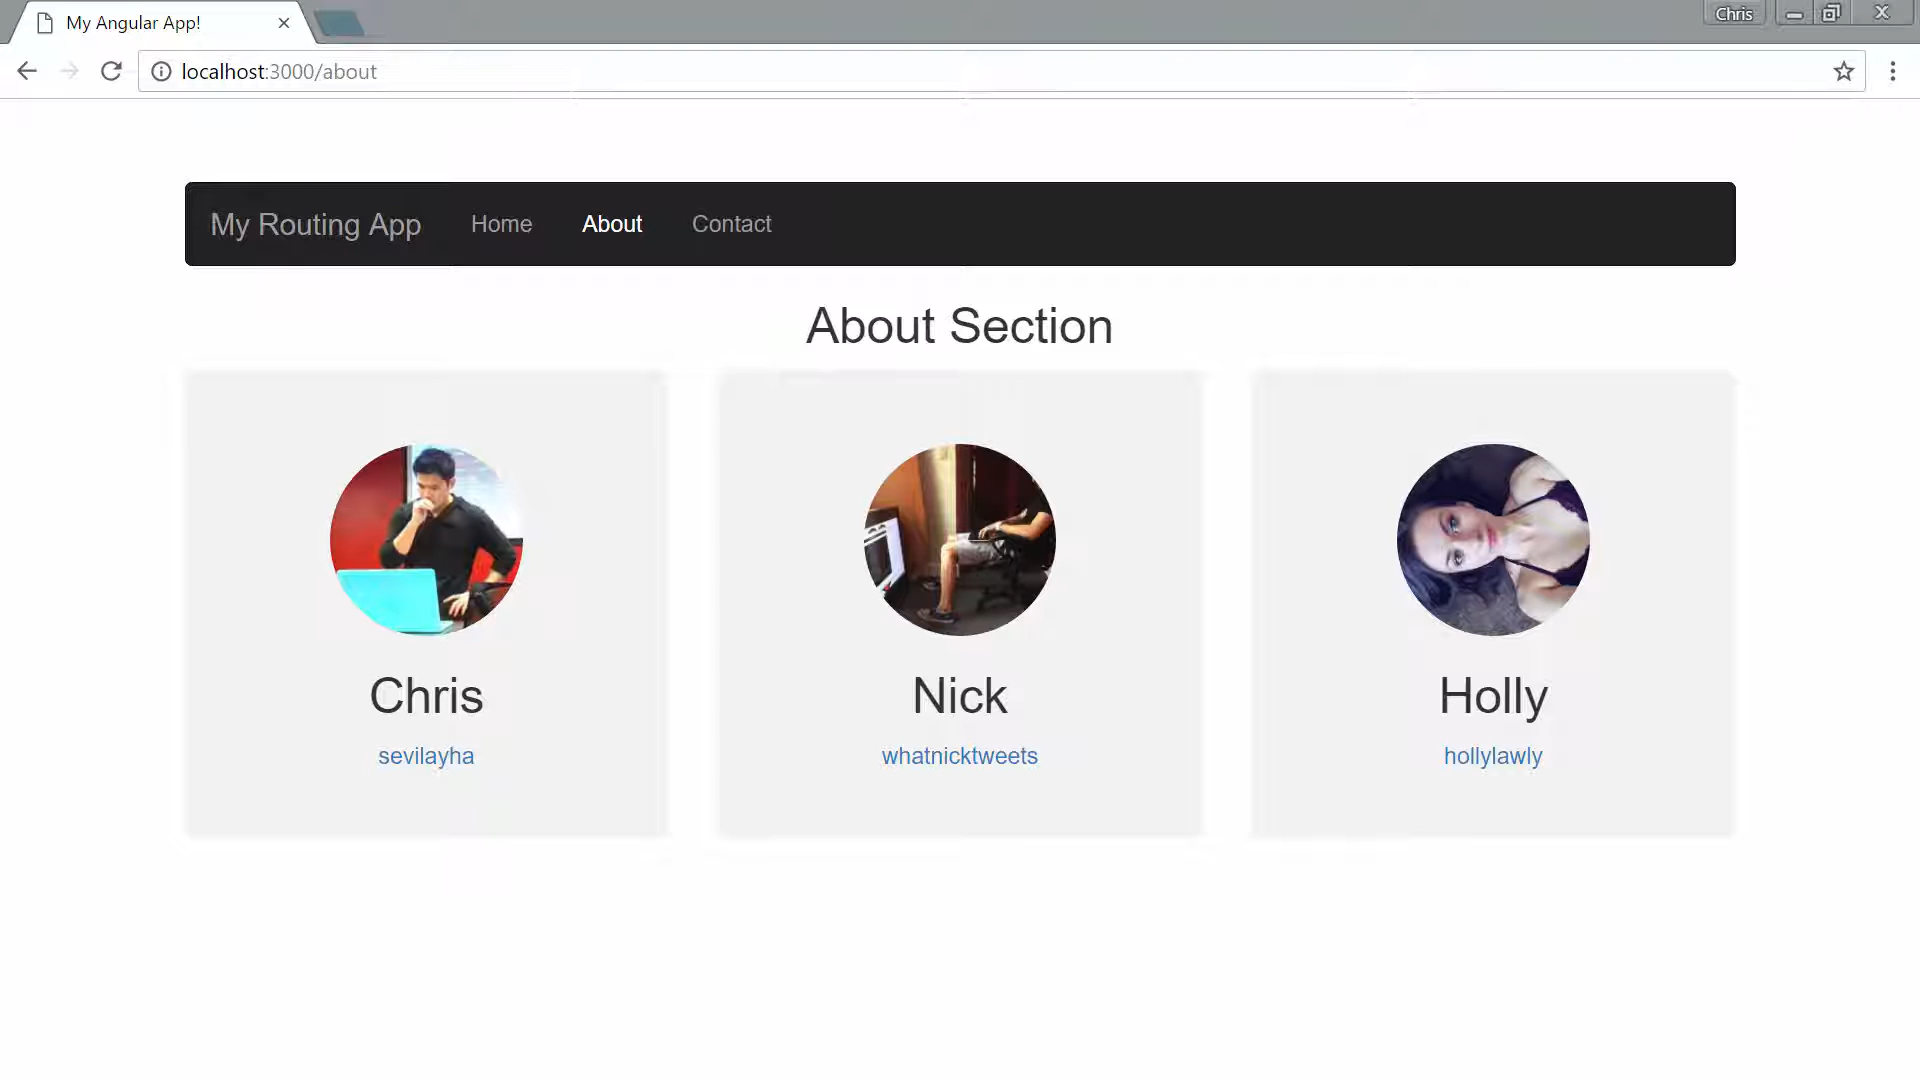 My Angular App!
Chris
localhost:3000/about
My Routing App Home About Contact
About Section
Chris
sevilayha
Nick
whatnicktweets
Holly
hollylawly